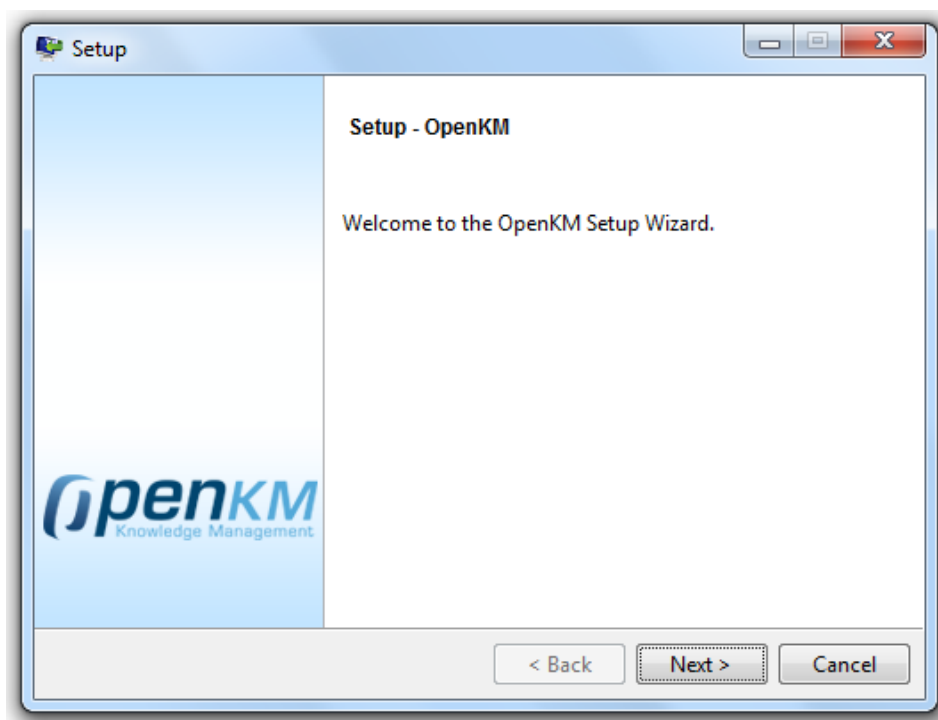 Setup
Setup - OpenKM
Welcome to the OpenKM Setup Wizard.
OpenKM
Knowledge Management
< Back
Next >
Cancel